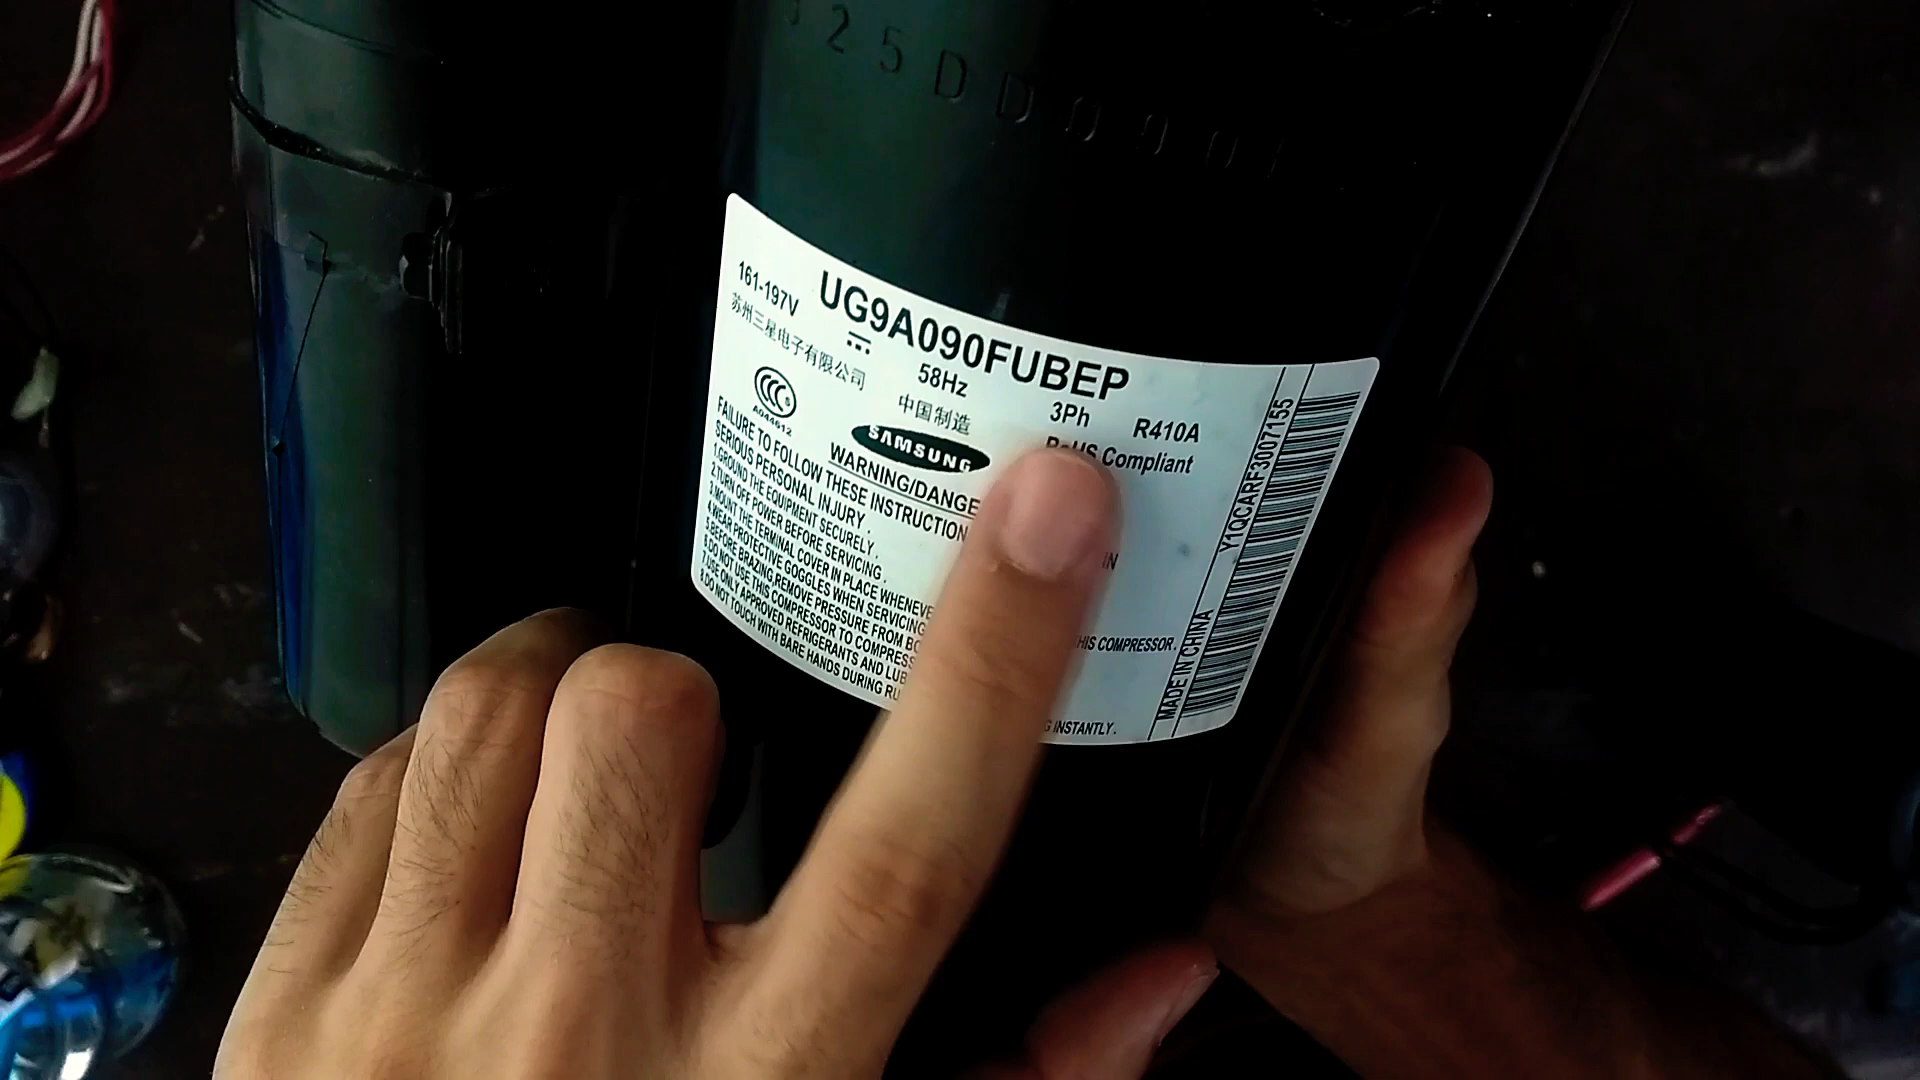 25DD0901
UG9A090FUBEP
161-197V
58Hz
3Ph
R410A
苏州三星电子有限公司
中国制造
RoHS Compliant
CCC
S
A044612
SAMSUNG
WARNING/DANGE
FAILURE TO FOLLOW THESE INSTRUCTION
SERIOUS PERSONAL INJURY .
1.GROUND THE EQUIPMENT SECURELY .
2.TURN OFF POWER BEFORE SERVICING .
3.MOUNT THE TERMINAL COVER IN PLACE WHENEVE
4.WEAR PROTECTIVE GOGGLES WHEN SERVICING
5.BEFORE BRAZING,REMOVE PRESSURE FROM BO
7.DO NOT USE THIS COMPRESSOR TO COMPRESS
HIS COMPRESSOR.
8.USE ONLY APPROVED REFRIGERANTS AND LUB
9.DO NOT TOUCH WITH BARE HANDS DURING RU
G INSTANTLY.
IN
MADE IN CHINA
Y1QCARF3007155